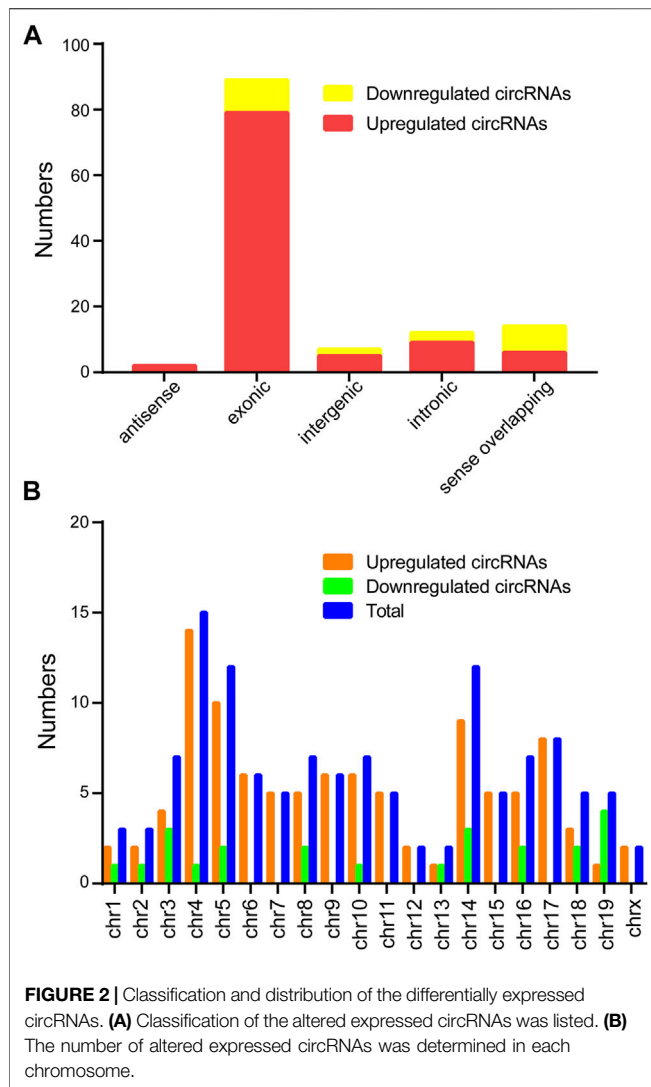 A
100
80
60
40
20
0
Numbers
Downregulated circRNAs
Upregulated circRNAs
antisense
exonic
intergenic
intronic
sense overlapping
B
20
15
10
5
0
Numbers
Upregulated circRNAs
Downregulated circRNAs
Total
chr1
chr2
chr3
chr4
chr5
chr6
chr7
chr8
chr9
chr10
chr11
chr12
chr13
chr14
chr15
chr16
chr17
chr18
chr19
chrx
FIGURE 2 | Classification and distribution of the differentially expressed
circRNAs. (A) Classification of the altered expressed circRNAs was listed. (B)
The number of altered expressed circRNAs was determined in each
chromosome.